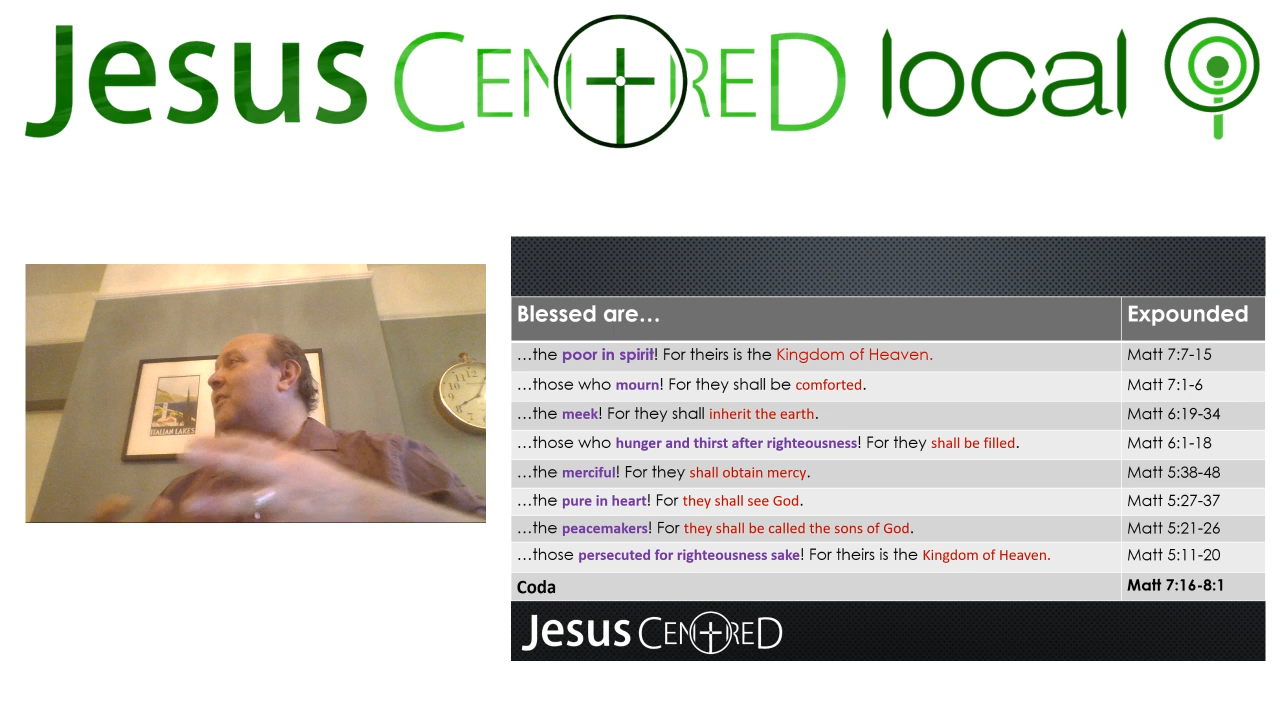 Jesus CENTRED local
Blessed are… Expounded
…the poor in spirit! For theirs is the Kingdom of Heaven. Matt 7:7-15
…those who mourn! For they shall be comforted. Matt 7:1-6
…the meek! For they shall inherit the earth. Matt 6:19-34
…those who hunger and thirst after righteousness! For they shall be filled. Matt 6:1-18
…the merciful! For they shall obtain mercy. Matt 5:38-48
…the pure in heart! For they shall see God. Matt 5:27-37
…the peacemakers! For they shall be called the sons of God. Matt 5:21-26
…those persecuted for righteousness sake! For theirs is the Kingdom of Heaven. Matt 5:11-20
Coda Matt 7:16-8:1
Jesus CENTRED
ITALIAN LAKES